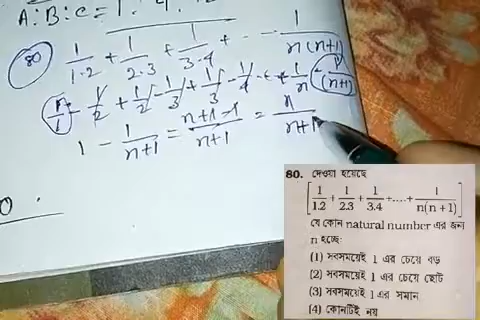 A:B:C = 1:4:
80 1/1.2 + 1/2.3 + 1/3.4 + - - - 1/n(n+1)
1/1 - 1/2 + 1/2 - 1/3 + 1/3 - 1/4 + + 1/n - 1/(n+1)
1 - 1/n+1 = n+1-1/n+1 = n/n+1
80. দেওয়া হয়েছে
[1/1.2 + 1/2.3 + 1/3.4 + .... + 1/n(n + 1)]
যে কোন natural number এর জন্য
n হচ্ছে:
(1) সবসময়েই 1 এর চেয়ে বড়
(2) সবসময়েই 1 এর চেয়ে ছোট
(3) সবসময়েই 1 এর সমান
(4) কোনটিই নয়